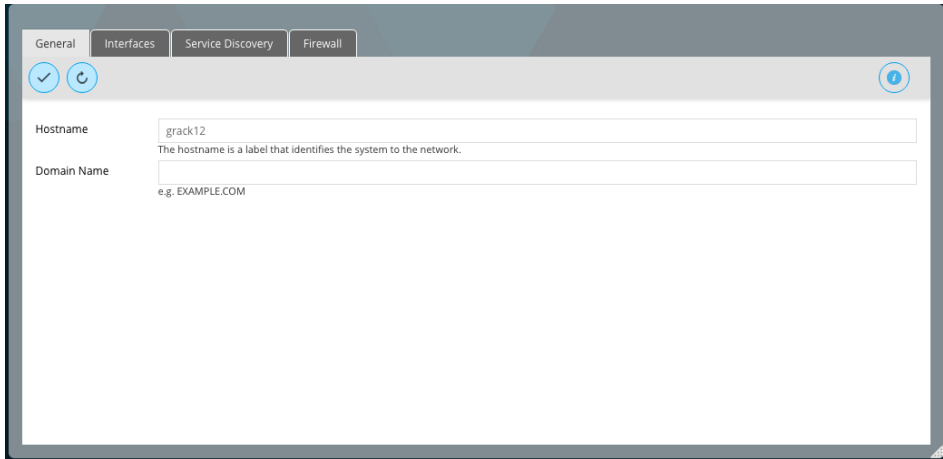 General Interfaces Service Discovery Firewall
Hostname grack12
The hostname is a label that identifies the system to the network.
Domain Name
e.g. EXAMPLE.COM